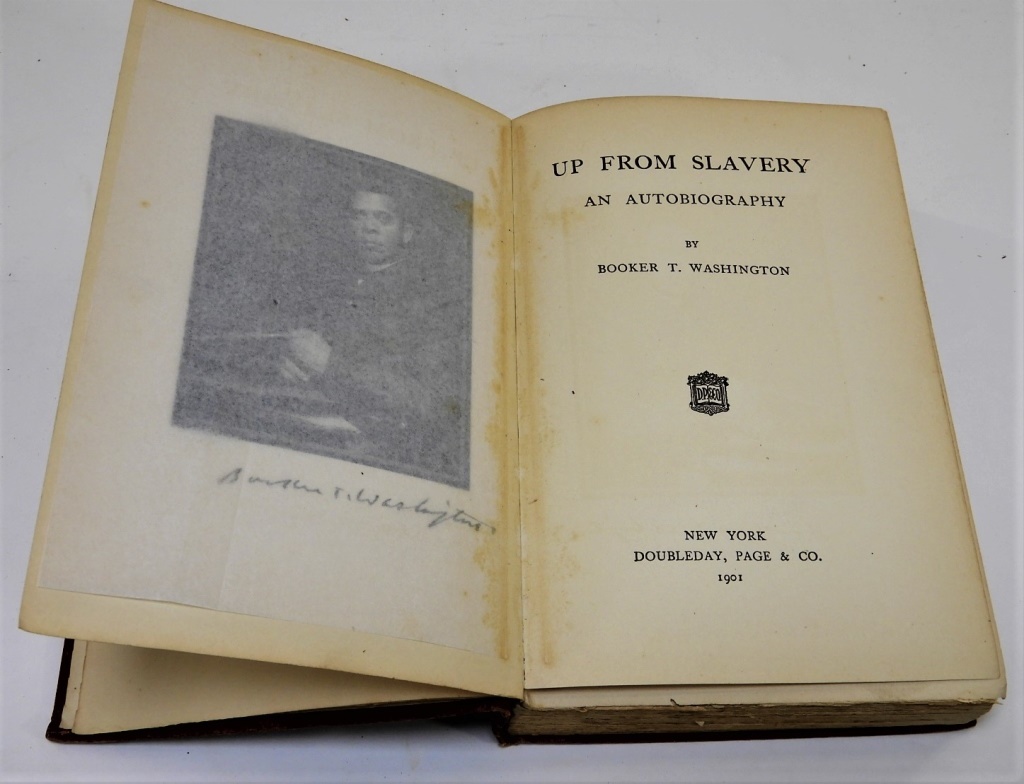 Booker T. Washington
UP FROM SLAVERY
AN AUTOBIOGRAPHY
BY
BOOKER T. WASHINGTON
NEW YORK
DOUBLEDAY, PAGE & CO.
1901